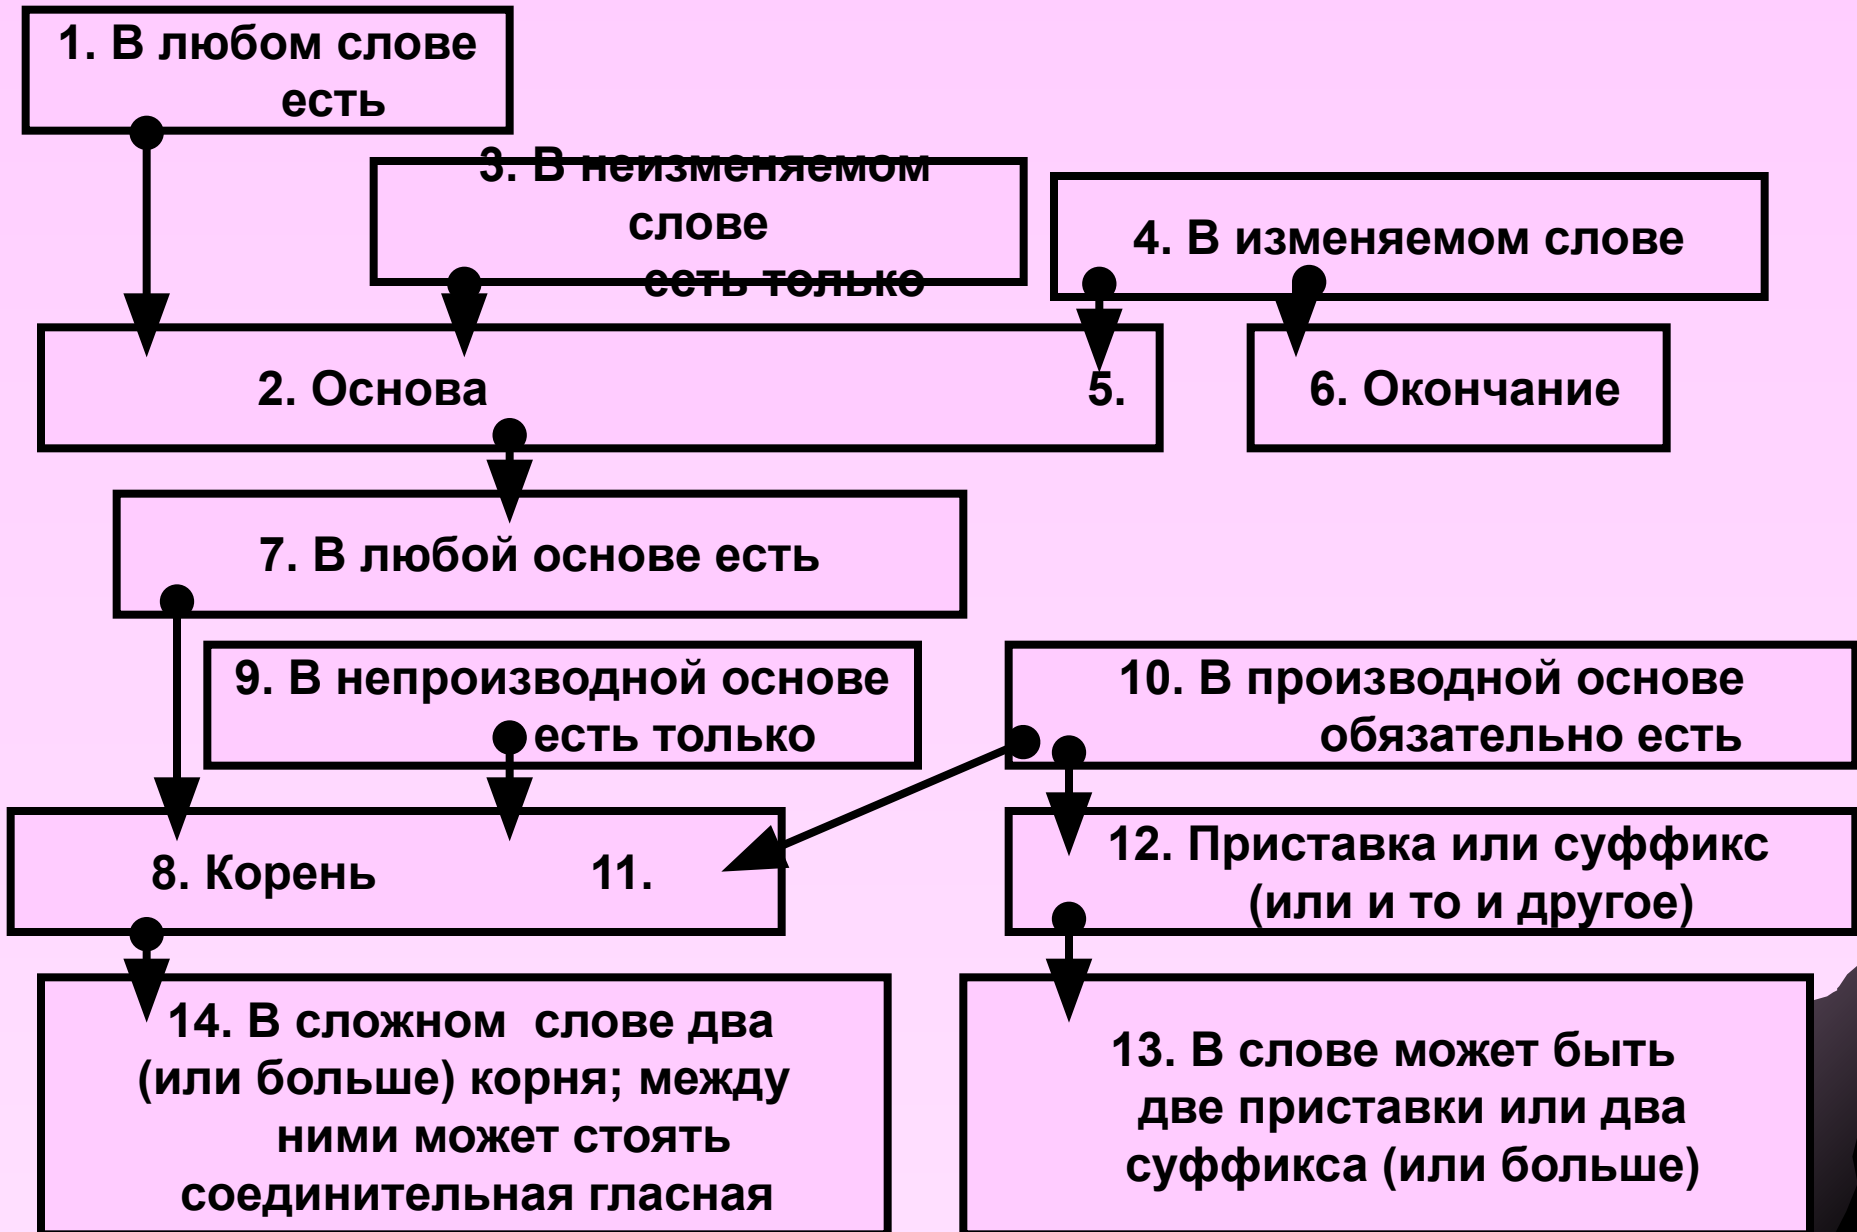 1. В любом слове
есть
3. В неизменяемом
слове
есть только
4. В изменяемом слове
2. Основа
5.
6. Окончание
7. В любой основе есть
9. В непроизводной основе
есть только
10. В производной основе
обязательно есть
8. Корень
11.
12. Приставка или суффикс
(или и то и другое)
14. В сложном слове два
(или больше) корня; между
ними может стоять
соединительная гласная
13. В слове может быть
две приставки или два
суффикса (или больше)